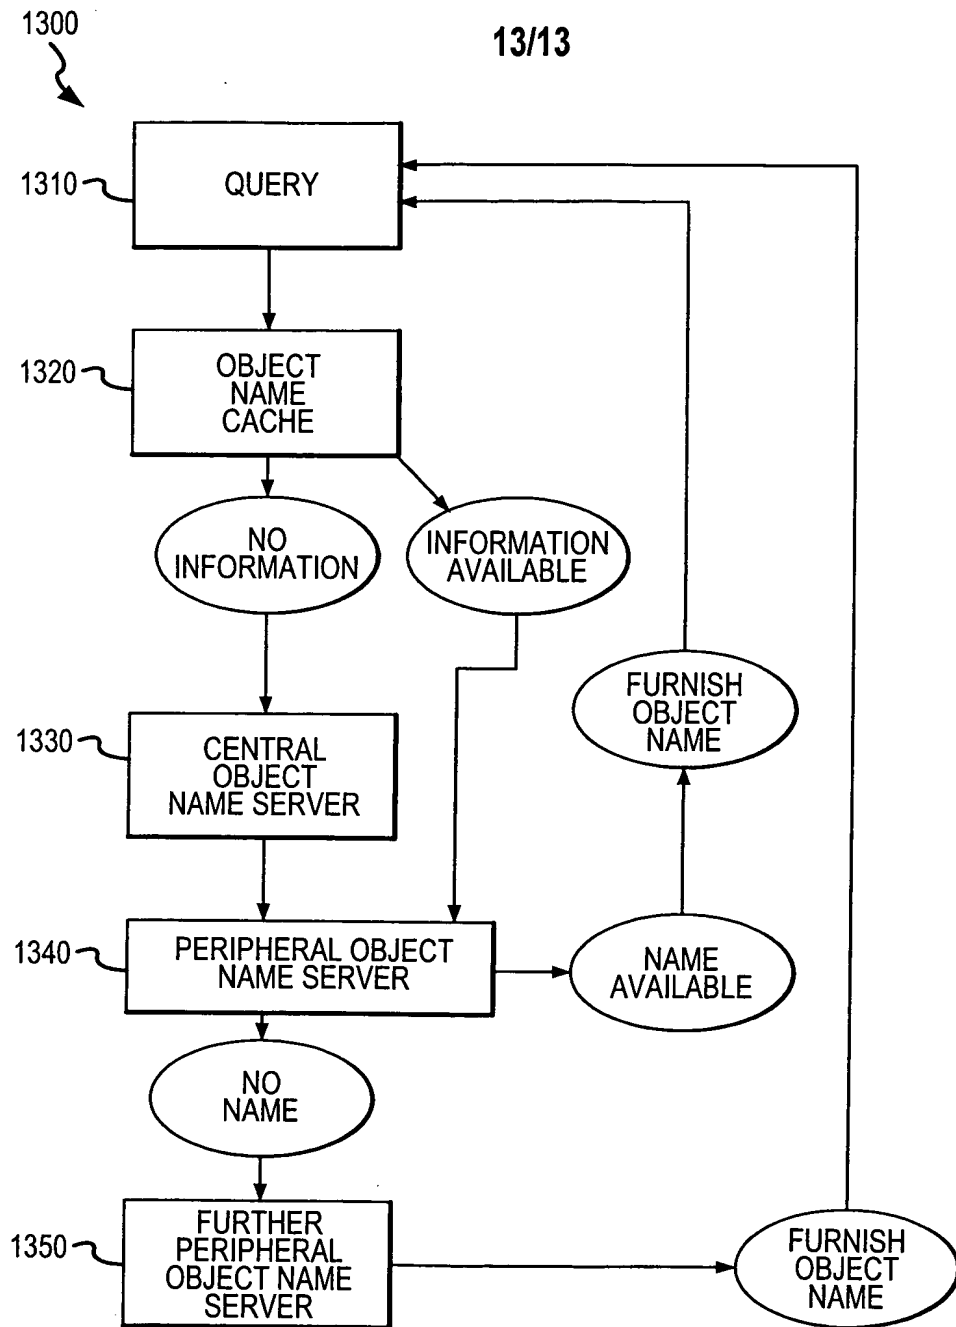 1300
13/13
1310
QUERY
1320
OBJECT
NAME
CACHE
NO
INFORMATION
INFORMATION
AVAILABLE
FURNISH
OBJECT
NAME
1330
CENTRAL
OBJECT
NAME SERVER
1340
PERIPHERAL OBJECT
NAME SERVER
NAME
AVAILABLE
NO
NAME
1350
FURTHER
PERIPHERAL
OBJECT NAME
SERVER
FURNISH
OBJECT
NAME